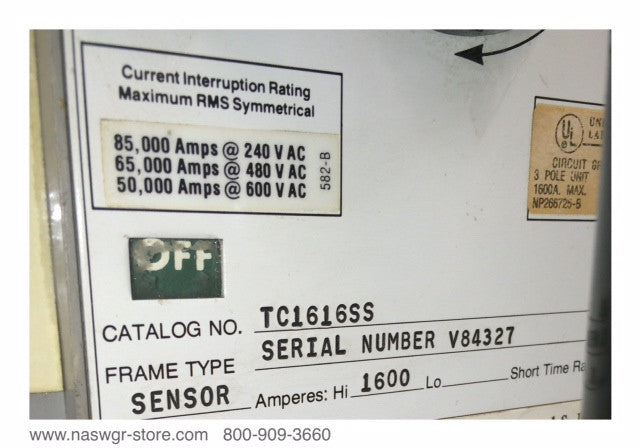 Current Interruption Rating
Maximum RMS Symmetrical
85,000 Amps @ 240 V AC
65,000 Amps @ 480 V AC
50,000 Amps @ 600 V AC
582-B
UL
CIRCUIT
3 POLE UNIT
1600A. MAX.
NP266725-B
OFF
CATALOG NO. TC1616SS
FRAME TYPE SERIAL NUMBER V84327
SENSOR Amperes: Hi 1600 Lo Short Time
www.naswgr-store.com 800-909-3660